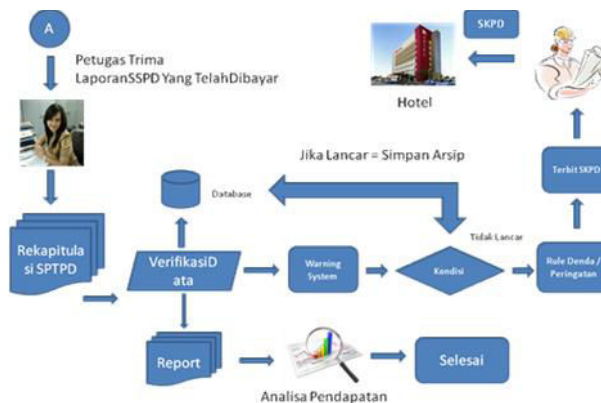 A
Petugas Trima
LaporanSSPD Yang TelahDibayar
SKPD
Hotel
Jika Lancar = Simpan Arsip
Database
Terbit SKPD
Tidak Lancar
Rekapitula
si SPTPD
VerifikasiD
ata
Warning
System
Kondisi
Rule Denda /
Peringatan
Report
Selesai
Analisa Pendapatan